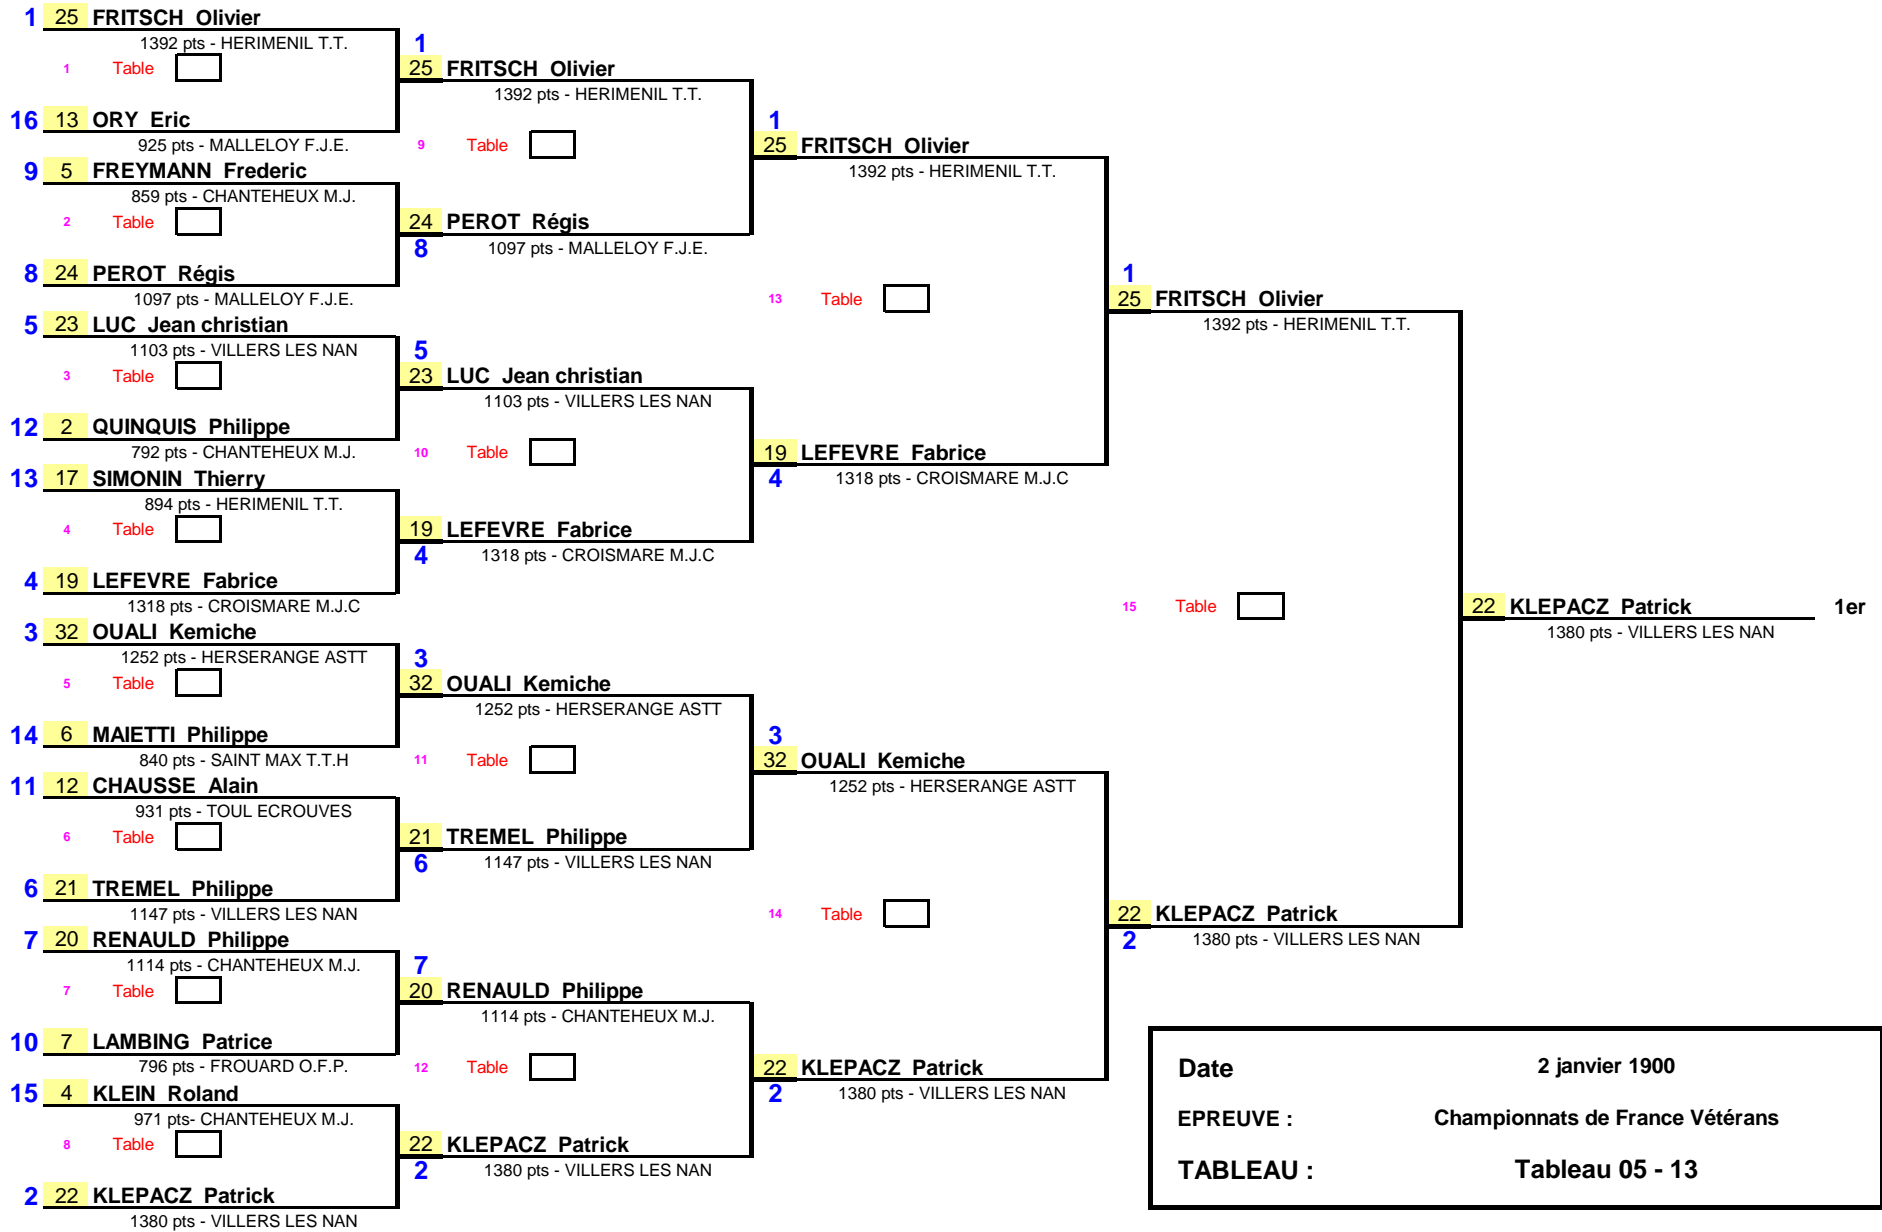 1 25 FRITSCH Olivier
1392 pts - HERIMENIL T.T.
1 Table
16 13 ORY Eric
925 pts - MALLELOY F.J.E.
9 5 FREYMANN Frederic
859 pts - CHANTEHEUX M.J.
2 Table
8 24 PEROT Régis
1097 pts - MALLELOY F.J.E.
5 23 LUC Jean christian
1103 pts - VILLERS LES NAN
3 Table
12 2 QUINQUIS Philippe
792 pts - CHANTEHEUX M.J.
13 17 SIMONIN Thierry
894 pts - HERIMENIL T.T.
4 Table
4 19 LEFEVRE Fabrice
1318 pts - CROISMARE M.J.C
3 32 OUALI Kemiche
1252 pts - HERSERANGE ASTT
5 Table
14 6 MAIETTI Philippe
840 pts - SAINT MAX T.T.H
11 12 CHAUSSE Alain
931 pts - TOUL ECROUVES
6 Table
6 21 TREMEL Philippe
1147 pts - VILLERS LES NAN
7 20 RENAULD Philippe
1114 pts - CHANTEHEUX M.J.
7 Table
10 7 LAMBING Patrice
796 pts - FROUARD O.F.P.
15 4 KLEIN Roland
971 pts- CHANTEHEUX M.J.
8 Table
2 22 KLEPACZ Patrick
1380 pts - VILLERS LES NAN
1
25 FRITSCH Olivier
1392 pts - HERIMENIL T.T.
9 Table
24 PEROT Régis
8
1097 pts - MALLELOY F.J.E.
5
23 LUC Jean christian
1103 pts - VILLERS LES NAN
10 Table
19 LEFEVRE Fabrice
4
1318 pts - CROISMARE M.J.C
3
32 OUALI Kemiche
1252 pts - HERSERANGE ASTT
11 Table
21 TREMEL Philippe
6
1147 pts - VILLERS LES NAN
7
20 RENAULD Philippe
1114 pts - CHANTEHEUX M.J.
12 Table
22 KLEPACZ Patrick
2
1380 pts - VILLERS LES NAN
1
25 FRITSCH Olivier
1392 pts - HERIMENIL T.T.
13 Table
19 LEFEVRE Fabrice
4
1318 pts - CROISMARE M.J.C
3
32 OUALI Kemiche
1252 pts - HERSERANGE ASTT
14 Table
22 KLEPACZ Patrick
2
1380 pts - VILLERS LES NAN
1
25 FRITSCH Olivier
1392 pts - HERIMENIL T.T.
15 Table
22 KLEPACZ Patrick
2
1380 pts - VILLERS LES NAN
22 KLEPACZ Patrick 1er
1380 pts - VILLERS LES NAN
Date 2 janvier 1900
EPREUVE : Championnats de France Vétérans
TABLEAU : Tableau 05 - 13